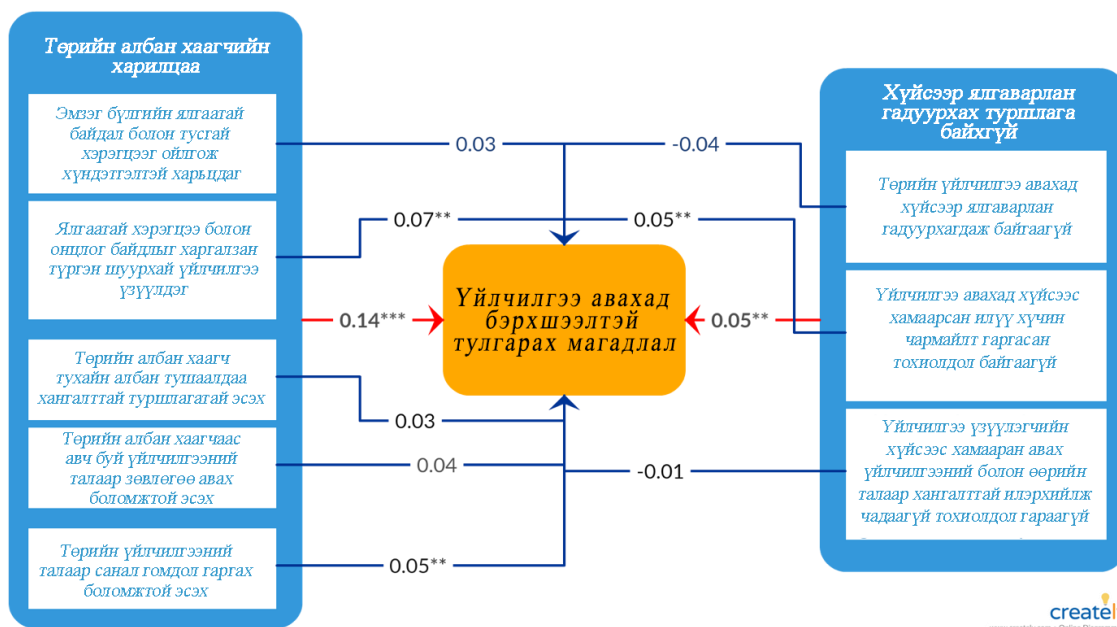 Төрийн албан хаагчийн
харилцаа
Эмзэг бүлгийн ялгаатай
байдал болон тусгай
хэрэгцээг ойлгож
хүндэтгэлтэй харьцдаг
Ялгаатай хэрэгцээ болон
онцлог байдлыг харгалзан
түргэн шуурхай үйлчилгээ
үзүүлдэг
Төрийн албан хаагч
тухайн албан тушаалдаа
хангалттай туршлагатай эсэх
Төрийн албан хаагчаас
авч буй үйлчилгээний
талаар зөвлөгөө авах
боломжтой эсэх
Төрийн үйлчилгээний
талаар санал гомдол гаргах
боломжтой эсэх
0.03
0.07**
0.14***
0.03
0.04
0.05**
Үйлчилгээ авахад
бэрхшээлтэй
тулгарах магадлал
-0.04
0.05**
0.05**
-0.01
Хүйсээр ялгаварлан
гадуурхах туршлага
байхгүй
Төрийн үйлчилгээ авахад
хүйсээр ялгаварлан
гадуурхагдаж байгаагүй
Үйлчилгээ авахад хүйсээс
хамаарсан илүү хүчин
чармайлт гаргасан
тохиолдол байгаагүй
Үйлчилгээ үзүүлэгчийн
хүйсээс хамааран авах
үйлчилгээний болон өөрийн
талаар хангалттай илэрхийлж
чадаагүй тохиолдол гараагүй